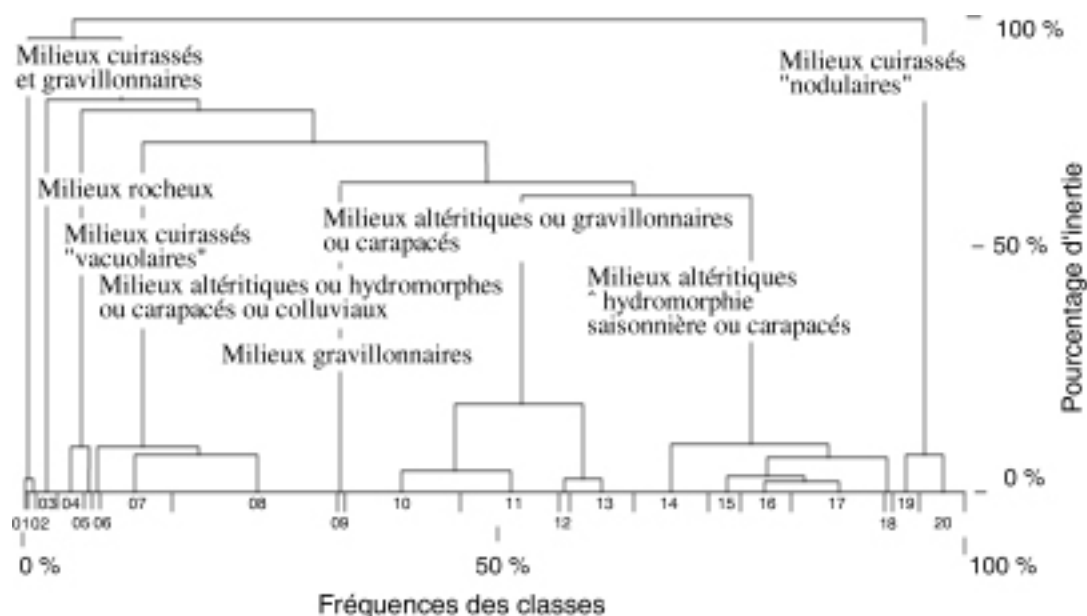 100 %
Milieux cuirassés
et gravillonnaires
Milieux cuirassés
"nodulaires"
Milieux rocheux
Milieux altéritiques ou gravillonnaires
ou carapacés
Milieux cuirassés
"vacuolaires"
50 %
Milieux altéritiques ou hydromorphes
ou carapacés ou colluviaux
Milieux altéritiques
ˆ hydromorphie
saisonnière ou carapacés
Milieux gravillonnaires
Pourcentage d'inertie
0 %
01 02 03 04 05 06 07 08 09 10 11 12 13 14 15 16 17 18 19 20
0 % 50 % 100 %
Fréquences des classes